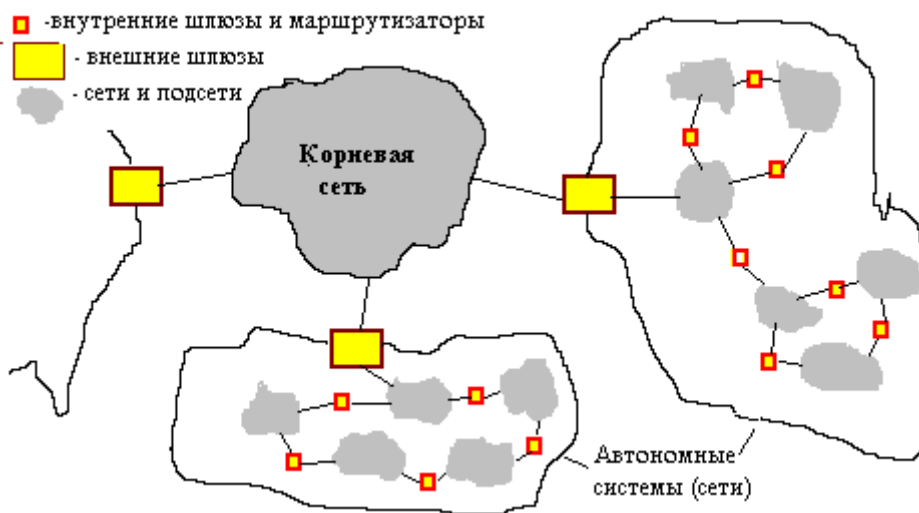 -внутренние шлюзы и маршрутизаторы
- внешние шлюзы
- сети и подсети
Корневая
сеть
Автономные
системы (сети)